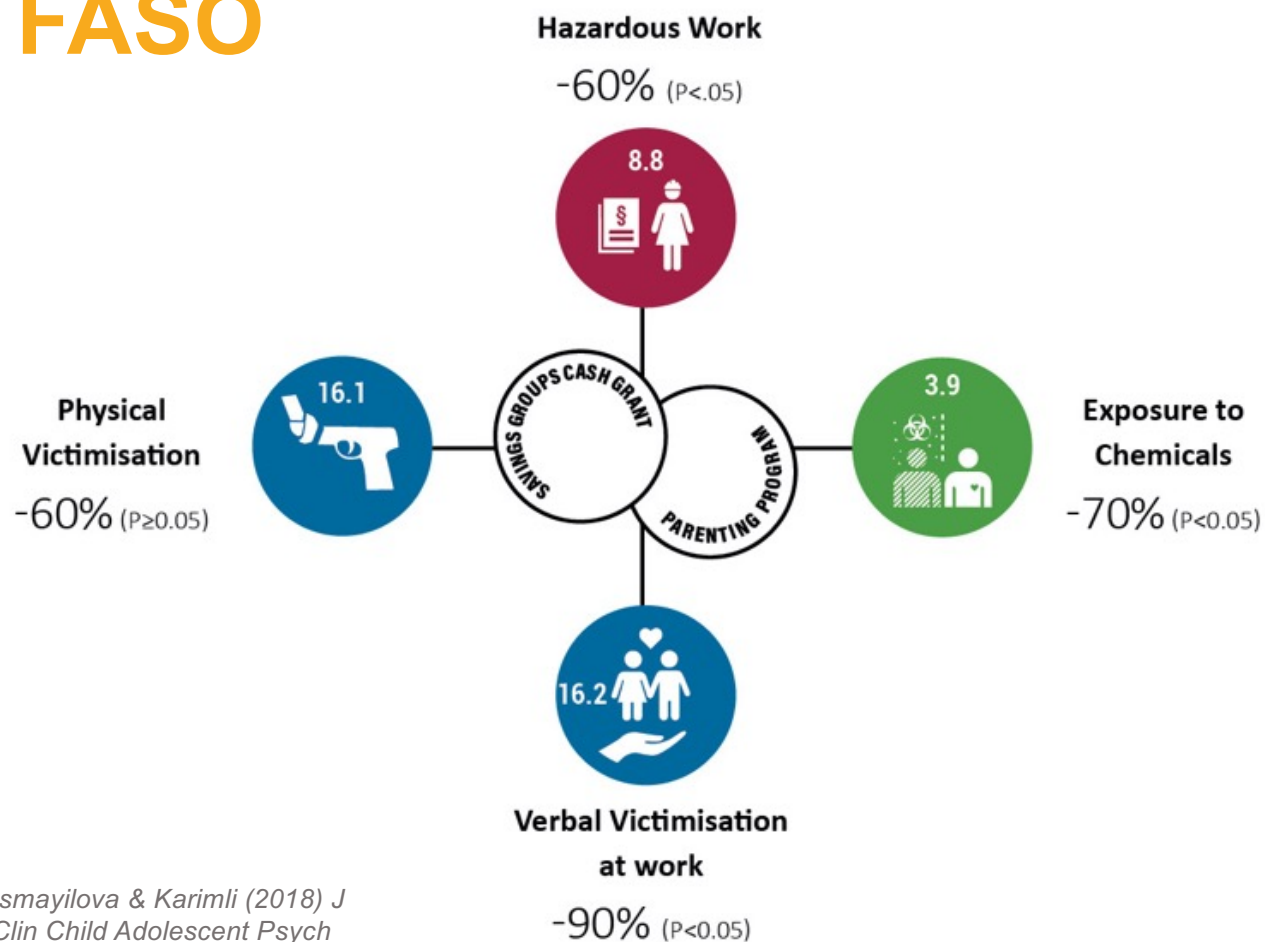 FASO
Hazardous Work
-60% (P<.05)
8.8
§
16.1
SAVINGS GROUPS CASH GRANT
PARENTING PROGRAM
3.9
Physical
Victimisation
-60% (P≥0.05)
Exposure to
Chemicals
-70% (P<0.05)
16.2
Verbal Victimisation
at work
-90% (P<0.05)
smayilova & Karimli (2018) J
Clin Child Adolescent Psych